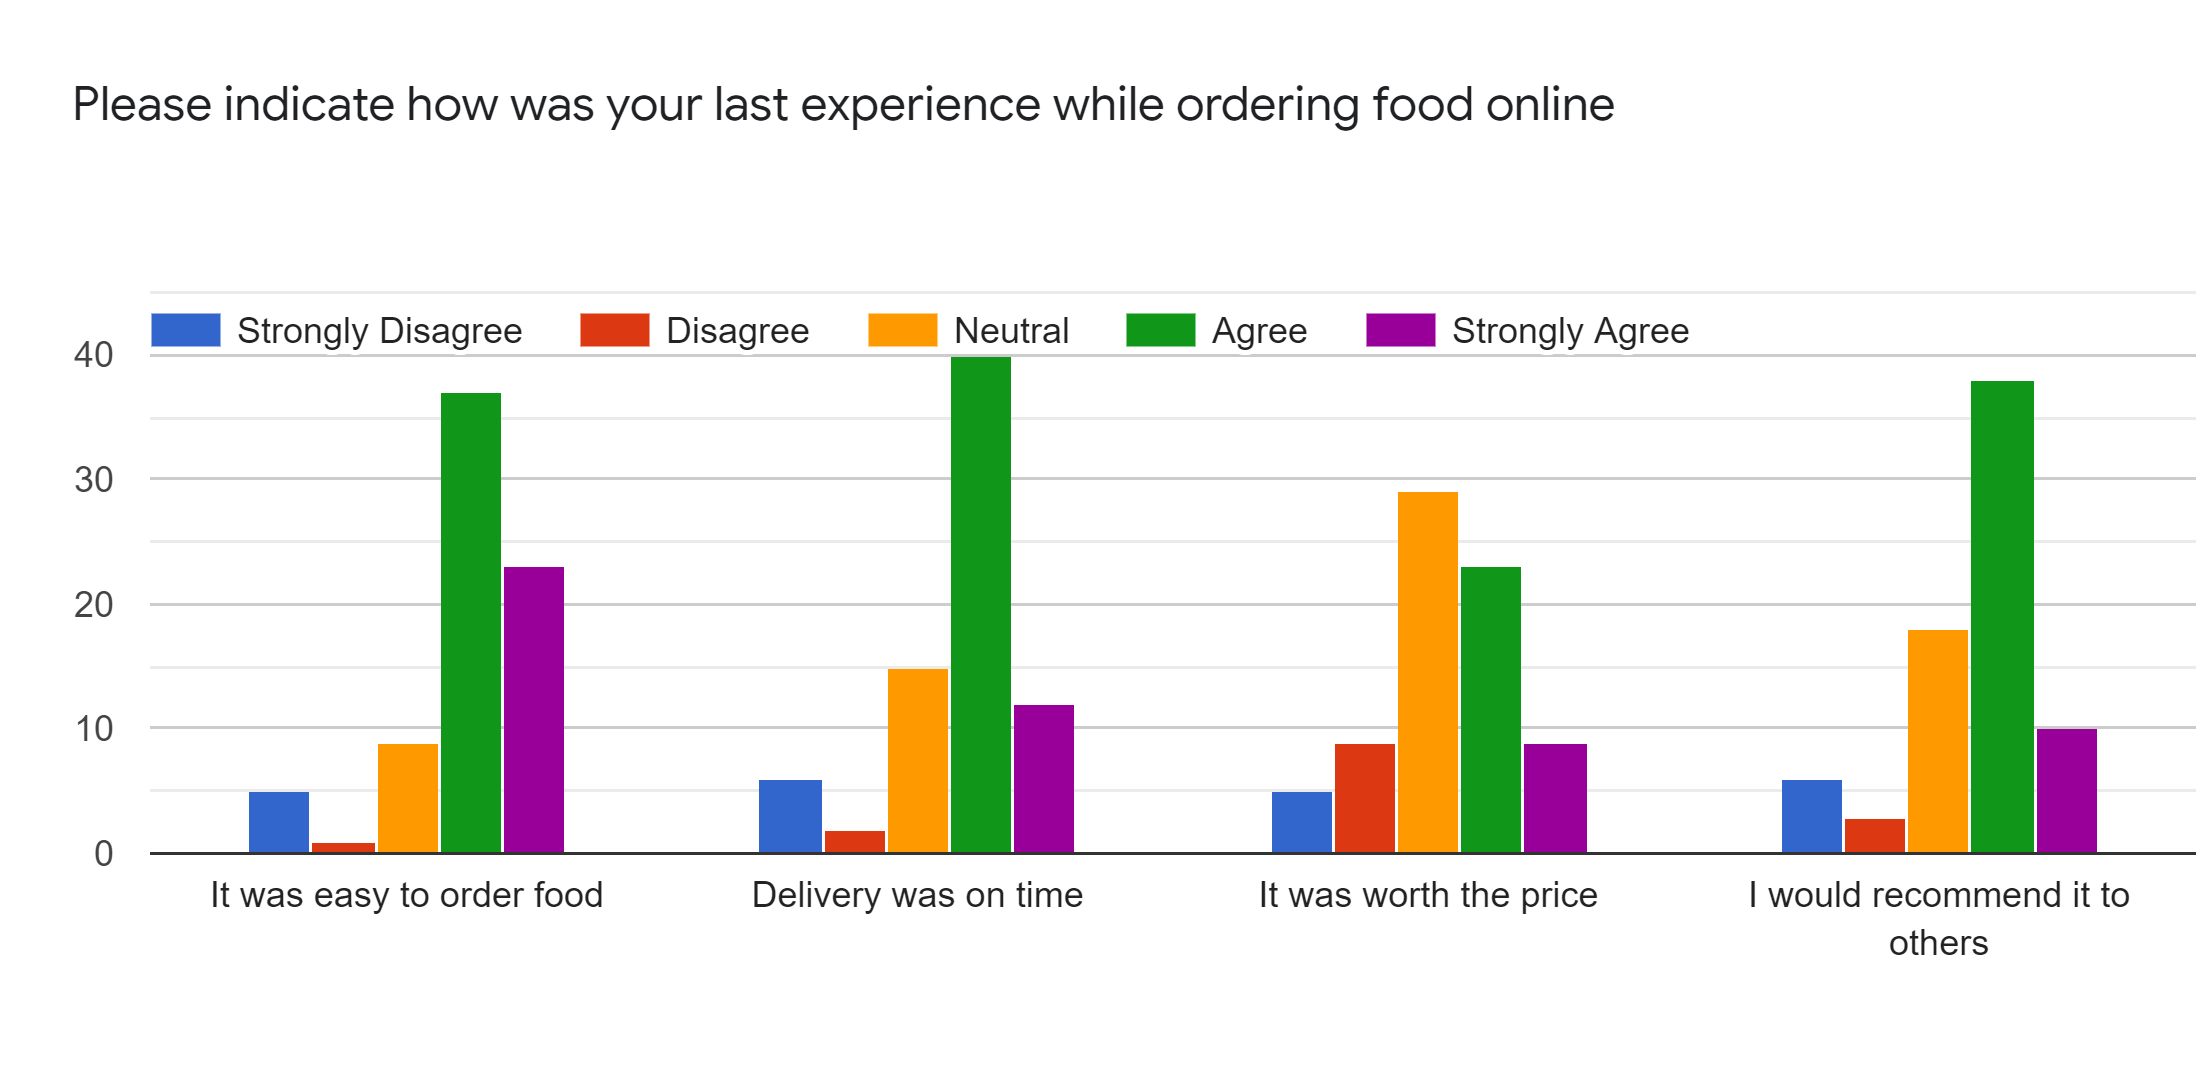 Please indicate how was your last experience while ordering food online
Strongly Disagree Disagree Neutral Agree Strongly Agree
40
30
20
10
0
It was easy to order food Delivery was on time It was worth the price I would recommend it to
others